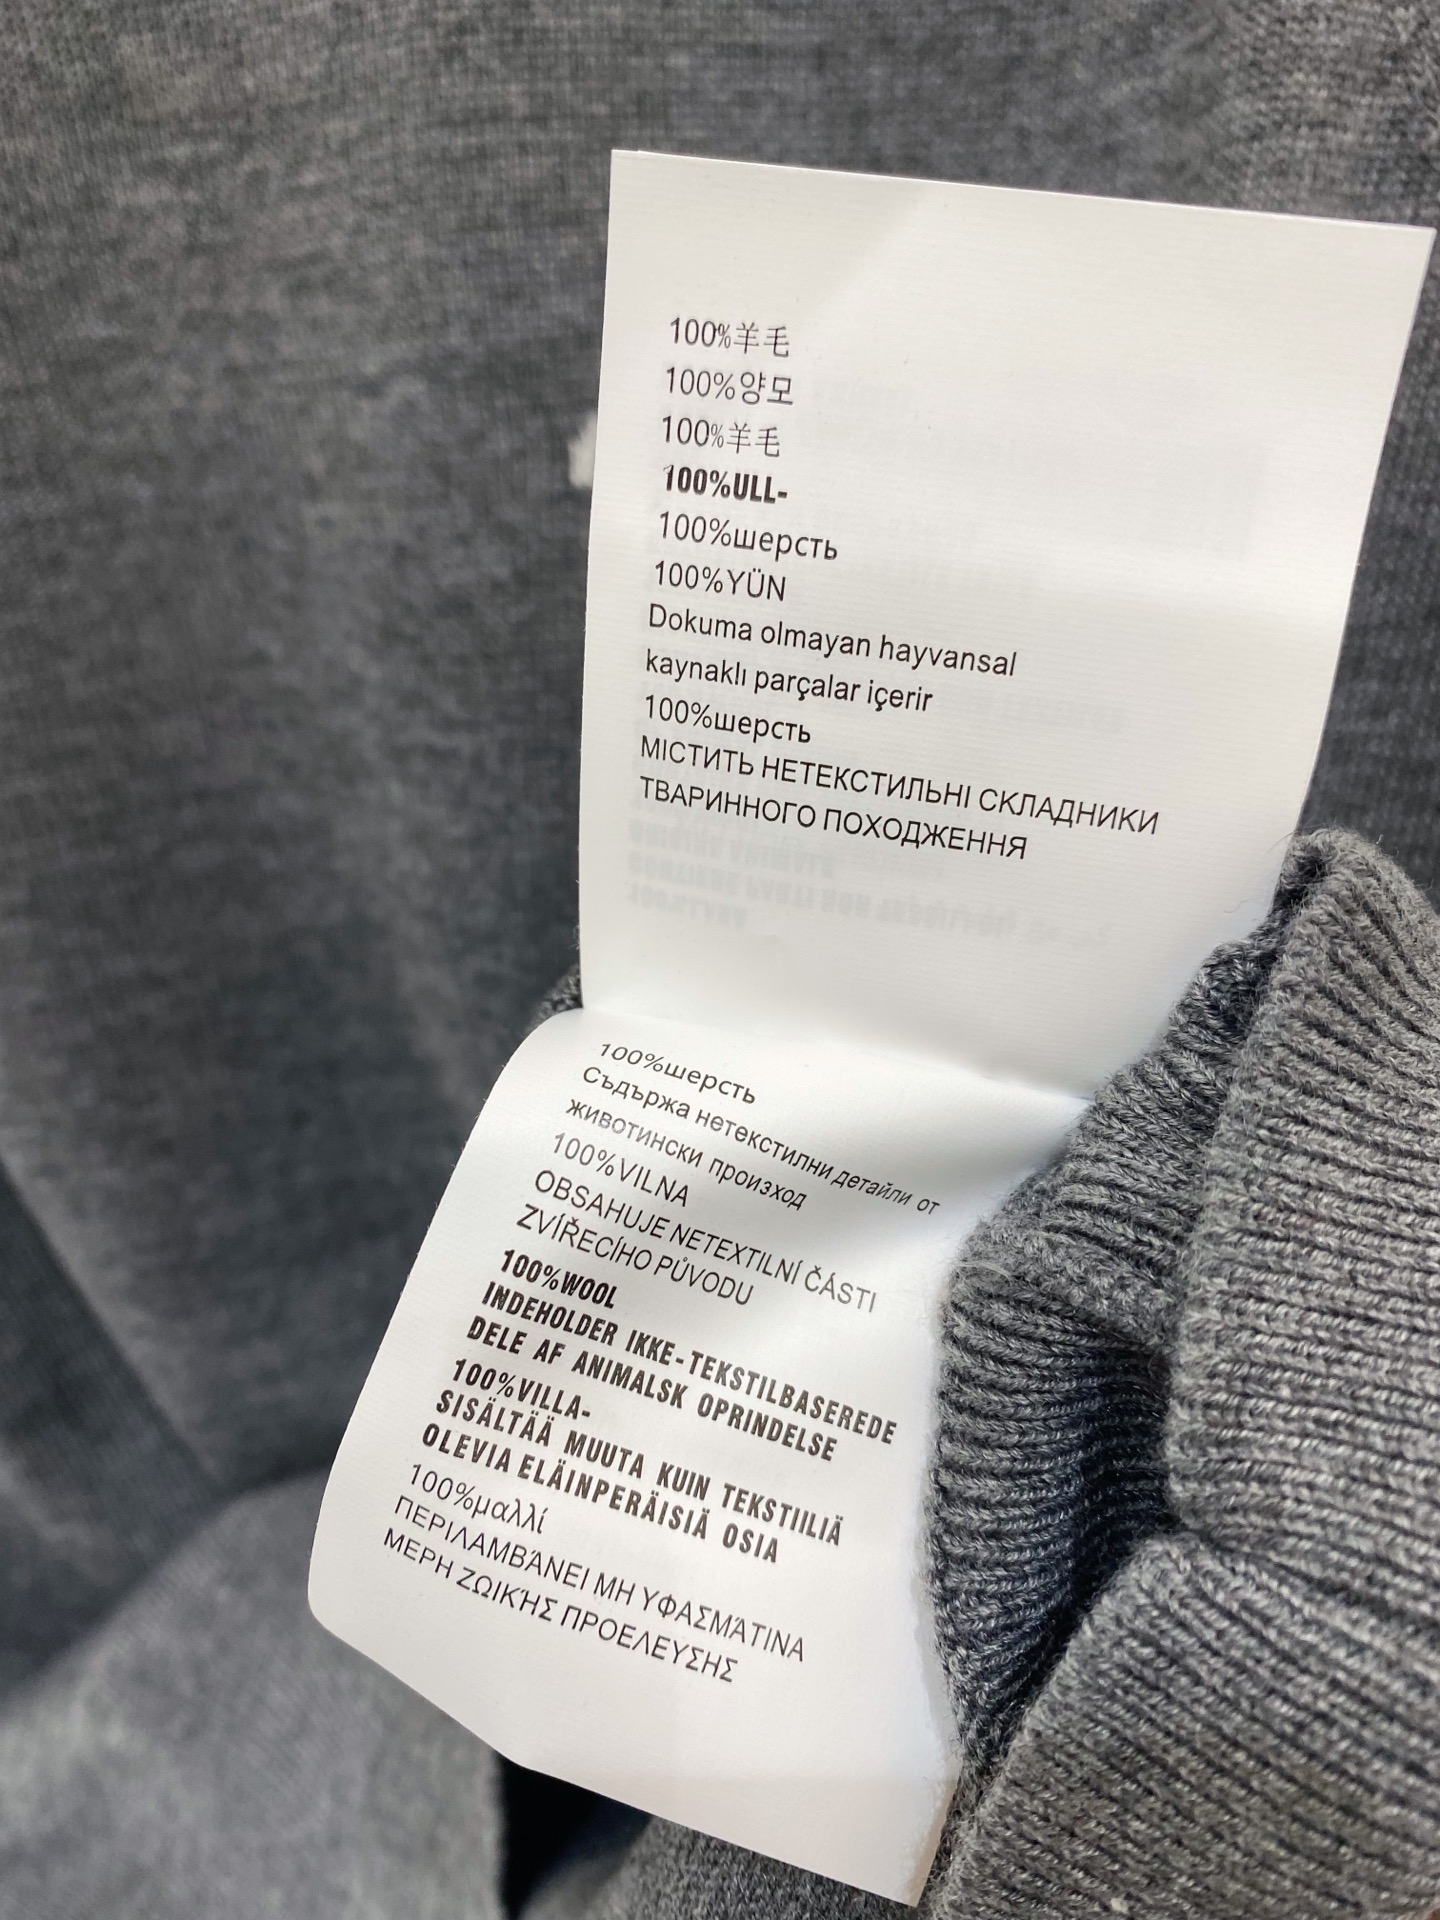 100%羊毛
100%양모
100%羊毛
100%ULL-
100%шерсть
100%YÜN
Dokuma olmayan hayvansal
kaynaklı parçalar içerir
100%шерсть
МІСТИТЬ НЕТЕКСТИЛЬНІ СКЛАДНИКИ
ТВАРИННОГО ПОХОДЖЕННЯ
100%шерсть
Съдържа нетекстилни детайли от
животински произход
100%VILNA
OBSAHUJE NETEXTILNÍ ČÁSTI
ZVÍŘECÍHO PŮVODU
100%WOOL
INDEHOLDER IKKE-TEKSTILBASEREDE
DELE AF ANIMALSK OPRINDELSE
100%VILLA-
SISÄLTÄÄ MUUTA KUIN TEKSTIILIÄ
OLEVIA ELÄINPERÄISIÄ OSIA
100%μαλλί
ΠΕΡΙΛΑΜΒΆΝΕΙ ΜΗ ΥΦΑΣΜΆΤΙΝΑ
ΜΕΡΗ ΖΩΙΚΉΣ ΠΡΟΕΛΕΥΣΗΣ